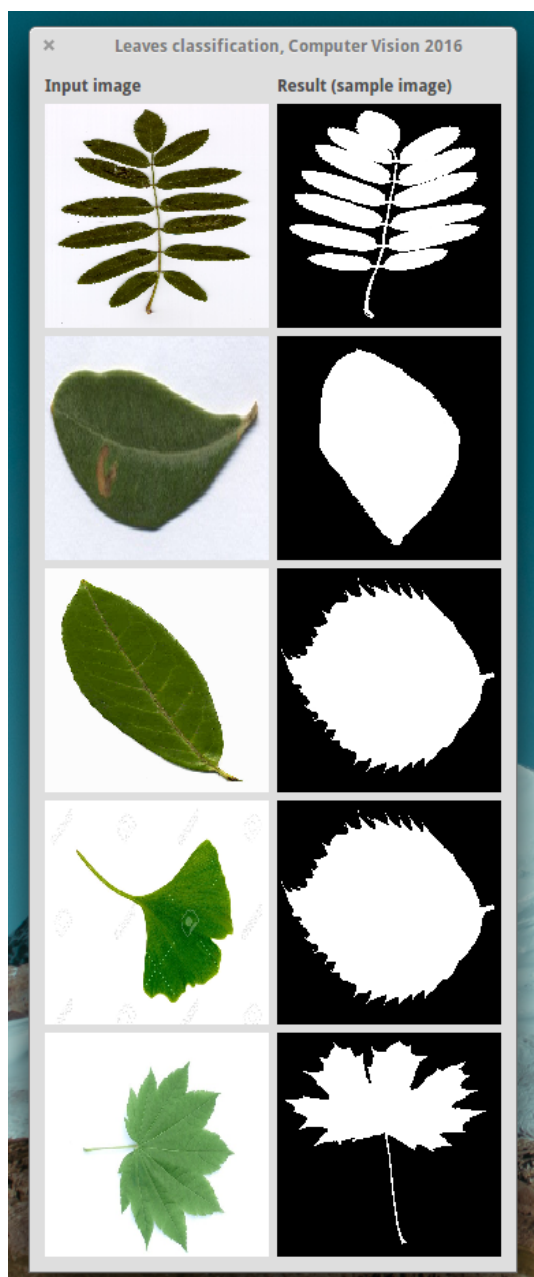 Leaves classification, Computer Vision 2016
Input image
Result (sample image)